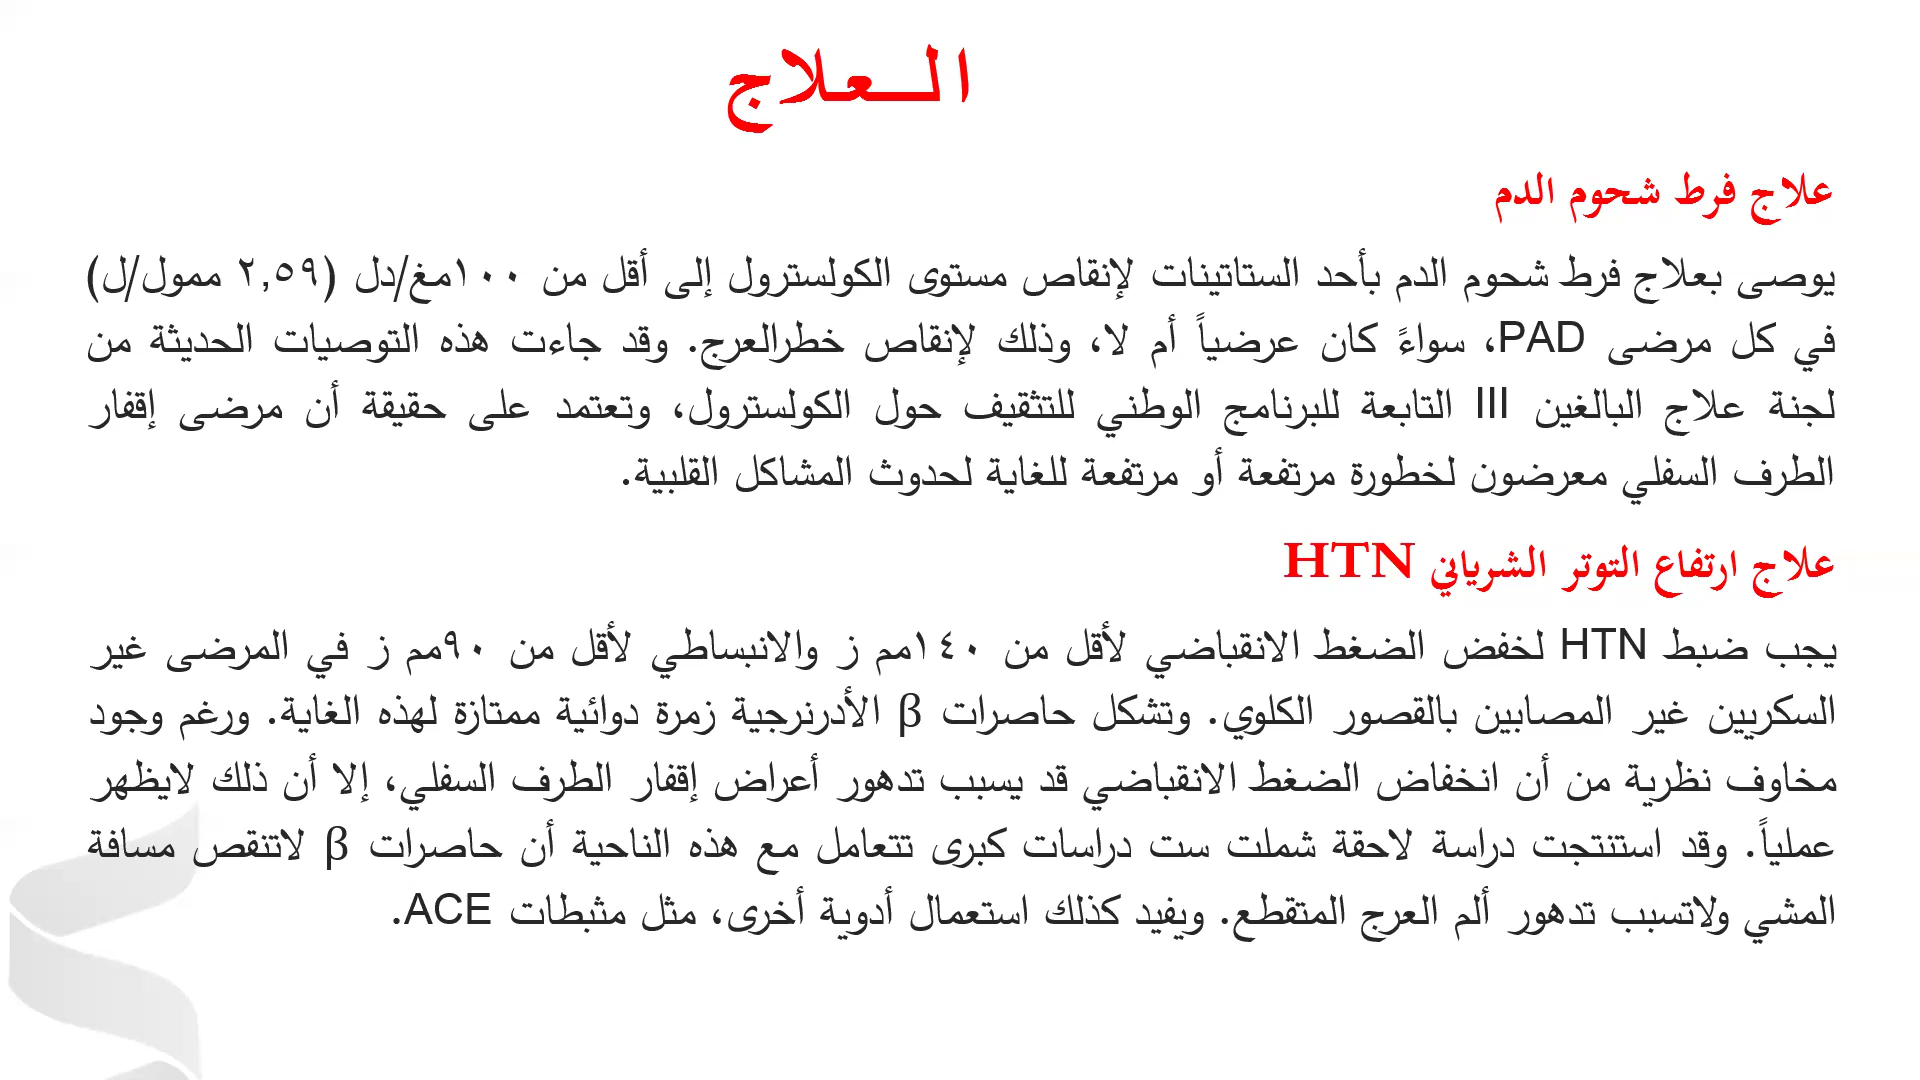 الـعلاج
علاج فرط شحوم الدم
يوصى بعلاج فرط شحوم الدم بأحد الستاتينات لإنقاص مستوى الكولسترول إلى أقل من ١٠٠مغ/دل (٢,٥٩ ممول/ل)
في كل مرضى PAD، سواءً كان عرضياً أم لا، وذلك لإنقاص خطرالعرج. وقد جاءت هذه التوصيات الحديثة من
لجنة علاج البالغين III التابعة للبرنامج الوطني للتثقيف حول الكولسترول، وتعتمد على حقيقة أن مرضى إقفار
الطرف السفلي معرضون لخطورة مرتفعة أو مرتفعة للغاية لحدوث المشاكل القلبية.
علاج ارتفاع التوتر الشرياني HTN
يجب ضبط HTN لخفض الضغط الانقباضي لأقل من ١٤٠مم ز والانبساطي لأقل من ٩٠مم ز في المرضى غير
السكريين غير المصابين بالقصور الكلوي. وتشكل حاصرات β الأدرنرجية زمرة دوائية ممتازة لهذه الغاية. ورغم وجود
مخاوف نظرية من أن انخفاض الضغط الانقباضي قد يسبب تدهور أعراض إقفار الطرف السفلي، إلا أن ذلك لايظهر
عملياً. وقد استنتجت دراسة لاحقة شملت ست دراسات كبرى تتعامل مع هذه الناحية أن حاصرات β لاتنقص مسافة
المشي ولاتسبب تدهور ألم العرج المتقطع. ويفيد كذلك استعمال أدوية أخرى، مثل مثبطات ACE.